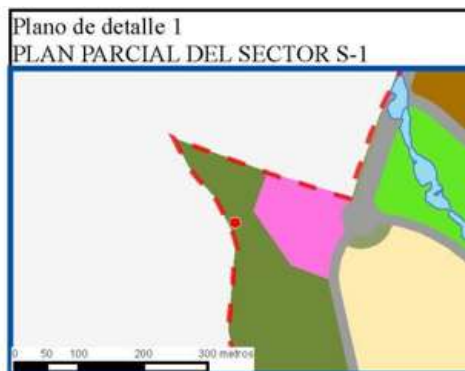 Plano de detalle 1
PLAN PARCIAL DEL SECTOR S-1
0 50 100 200 300 metros